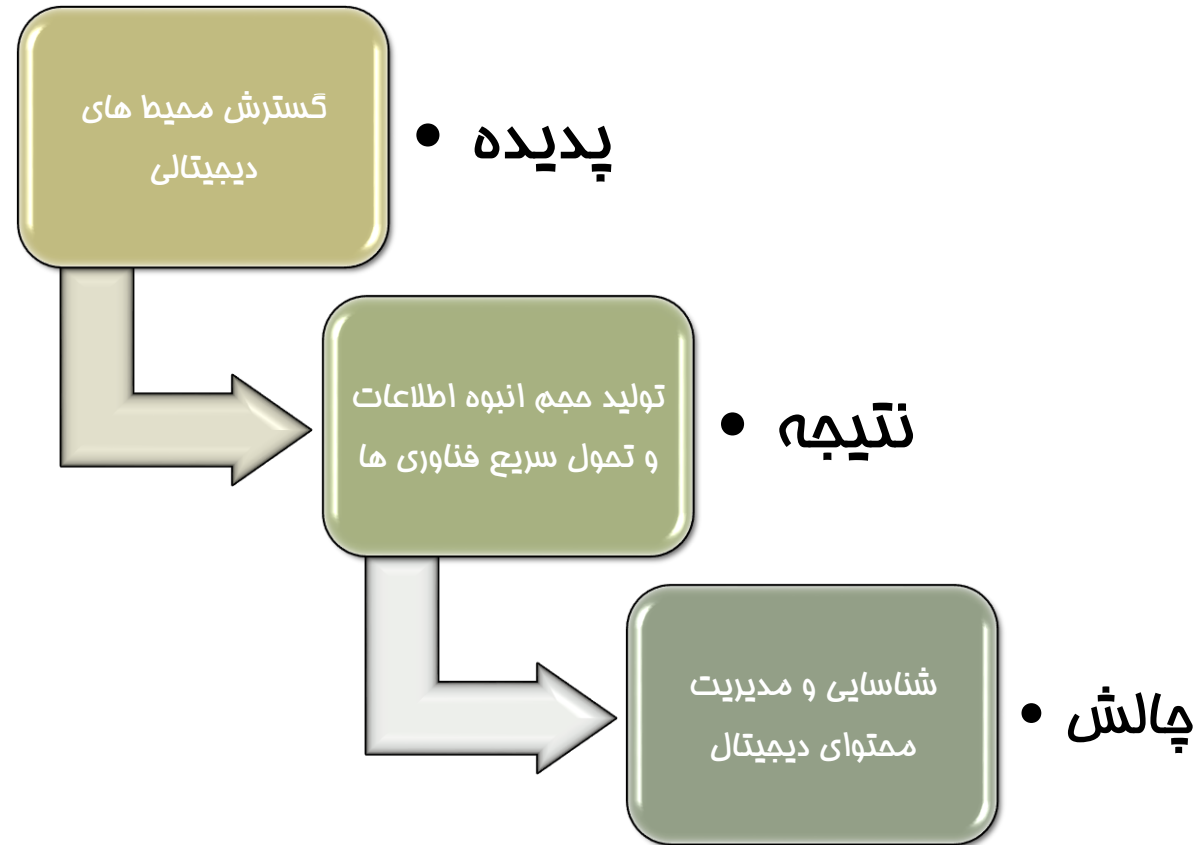 گسترش محیط های
دیجیتالی
• پدیده
تولید حجم انبوه اطلاعات
و تحول سریع فناوری ها
• نتیجه
شناسایی و مدیریت
محتوای دیجیتال
• چالش